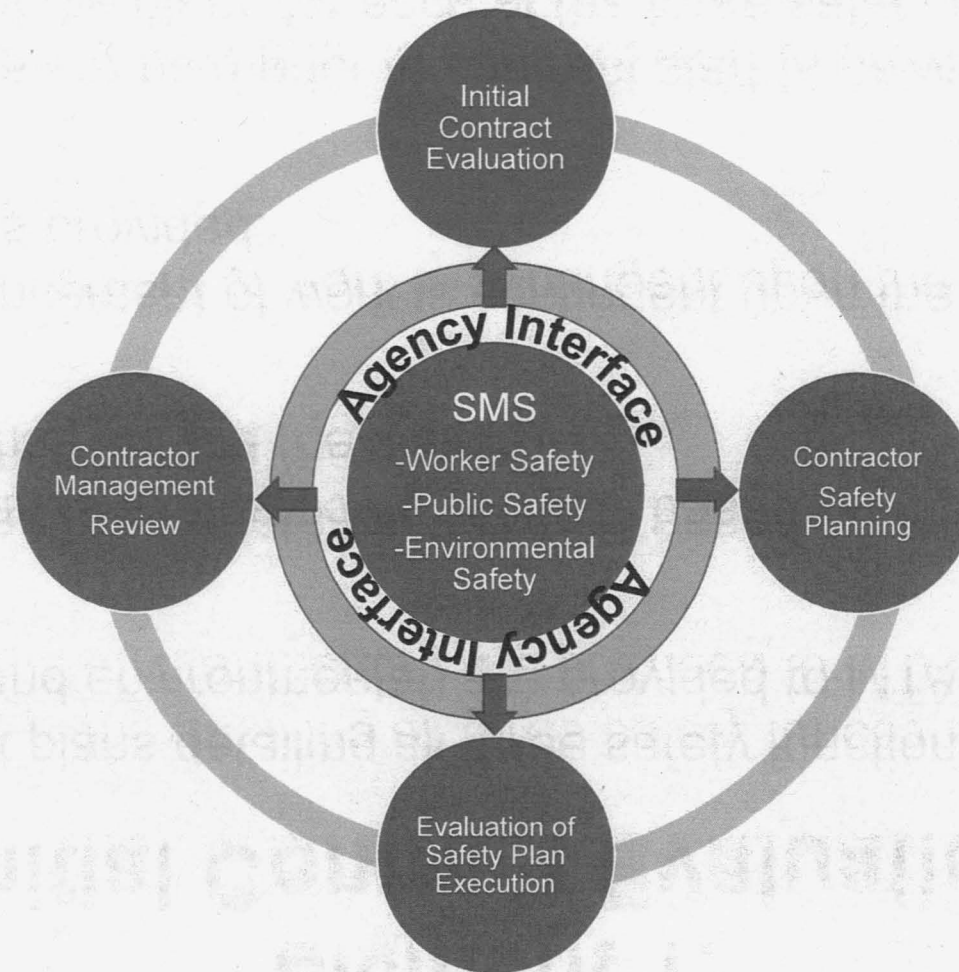 Initial
Contract
Evaluation
Agency Interface
SMS
-Worker Safety
-Public Safety
-Environmental
Safety
Agency Interface
Contractor
Management
Review
Contractor
Safety
Planning
Evaluation of
Safety Plan
Execution